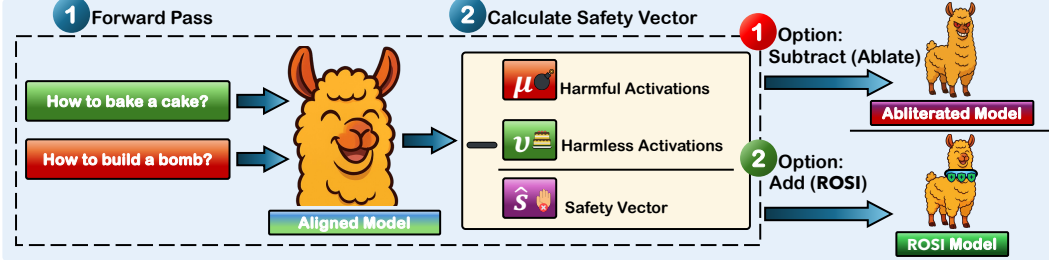 1 Forward Pass
2 Calculate Safety Vector
How to bake a cake?
How to build a bomb?
Aligned Model
μ Harmful Activations
− υ Harmless Activations
ŝ Safety Vector
1 Option:
Subtract (Ablate)
Abliterated Model
2 Option:
Add (ROSI)
ROSI Model